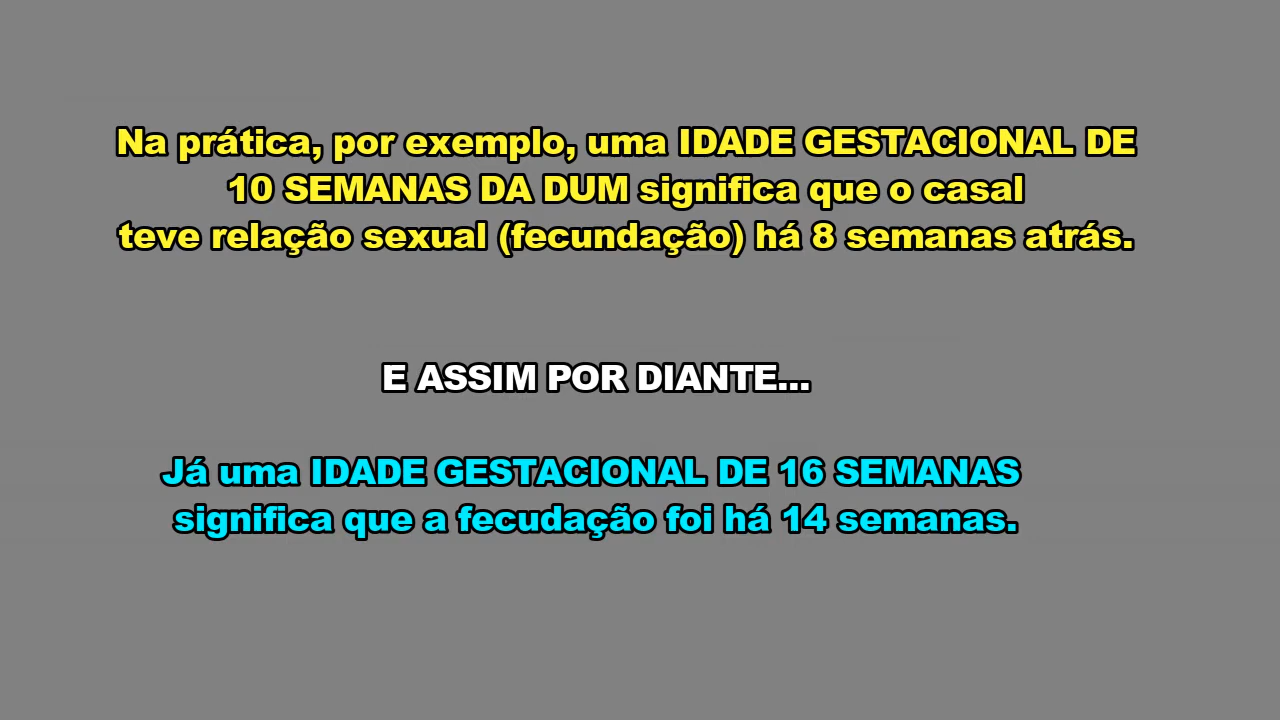 Na prática, por exemplo, uma IDADE GESTACIONAL DE
10 SEMANAS DA DUM significa que o casal
teve relação sexual (fecundação) há 8 semanas atrás.
E ASSIM POR DIANTE...
Já uma IDADE GESTACIONAL DE 16 SEMANAS
significa que a fecudação foi há 14 semanas.